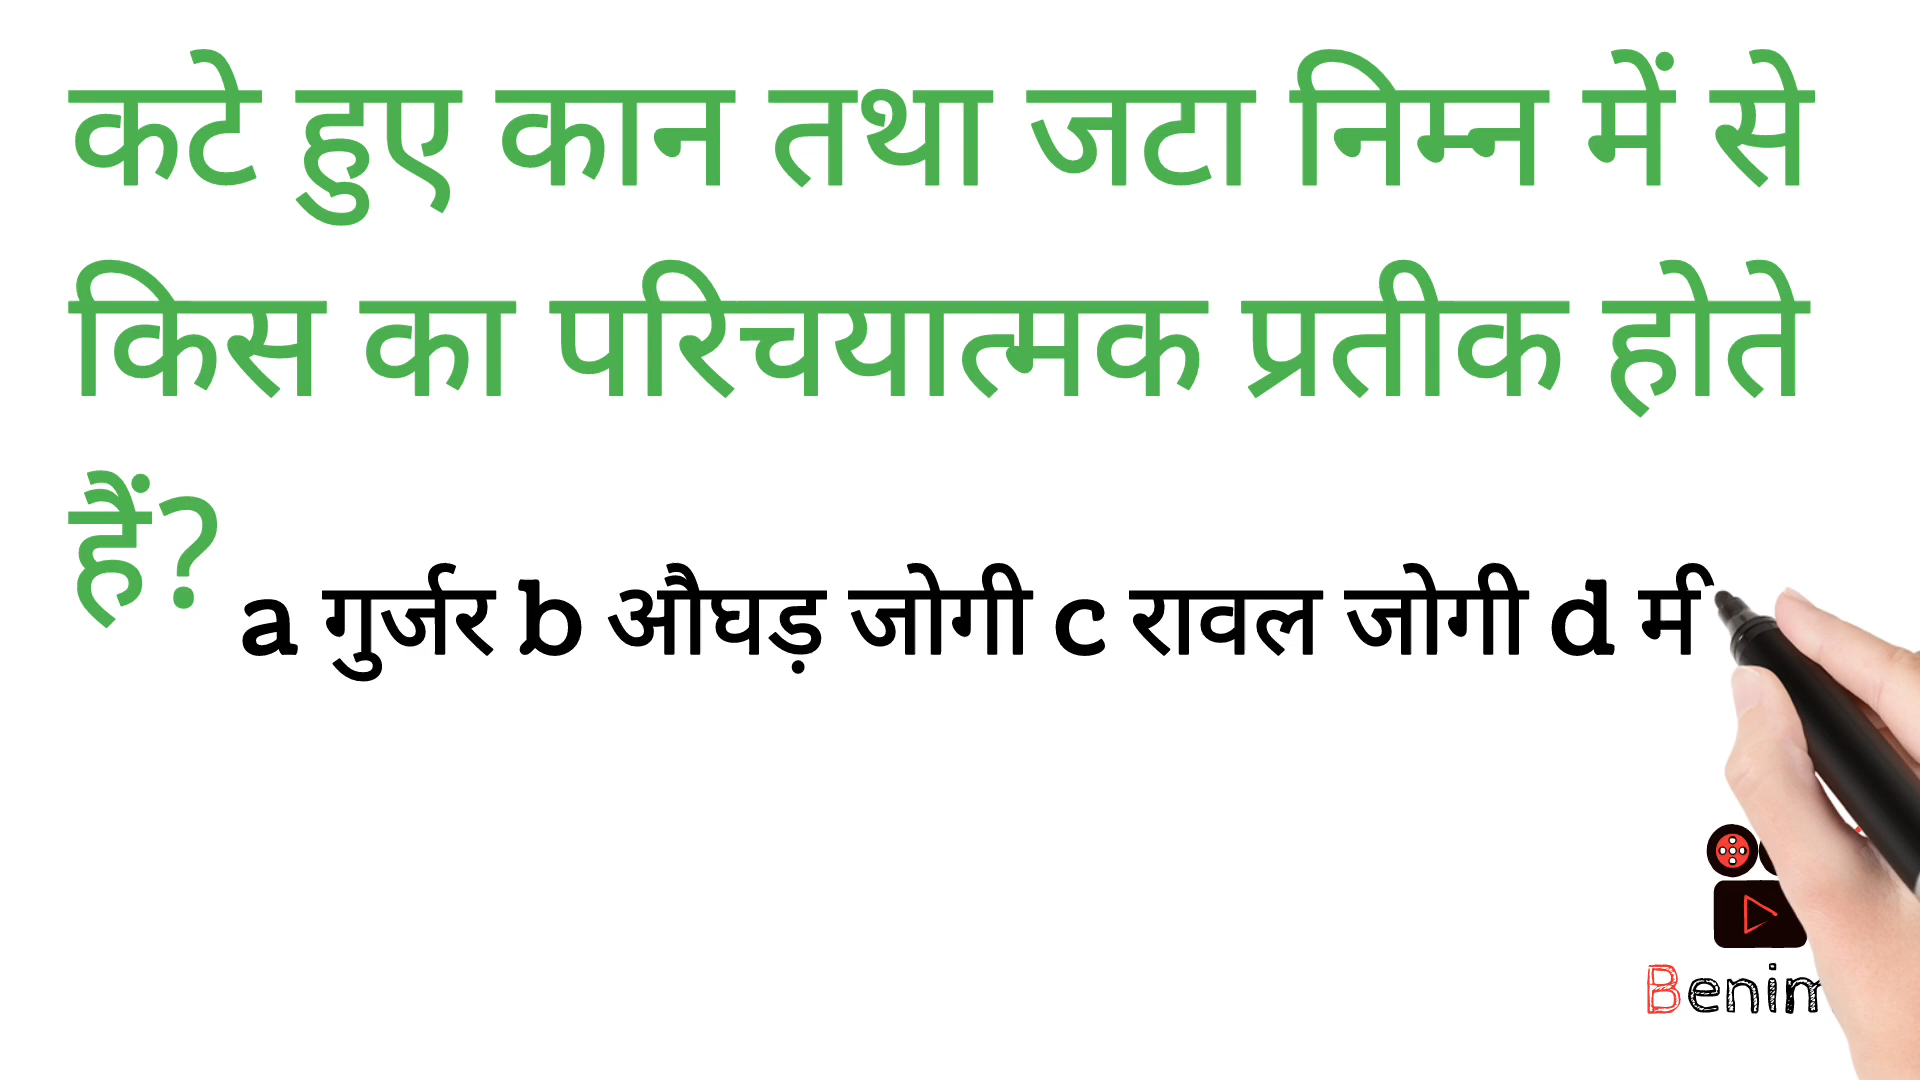 कटे हुए कान तथा जटा निम्न में से
किस का परिचयात्मक प्रतीक होते
हैं?
a गुर्जर b औघड़ जोगी c रावल जोगी d